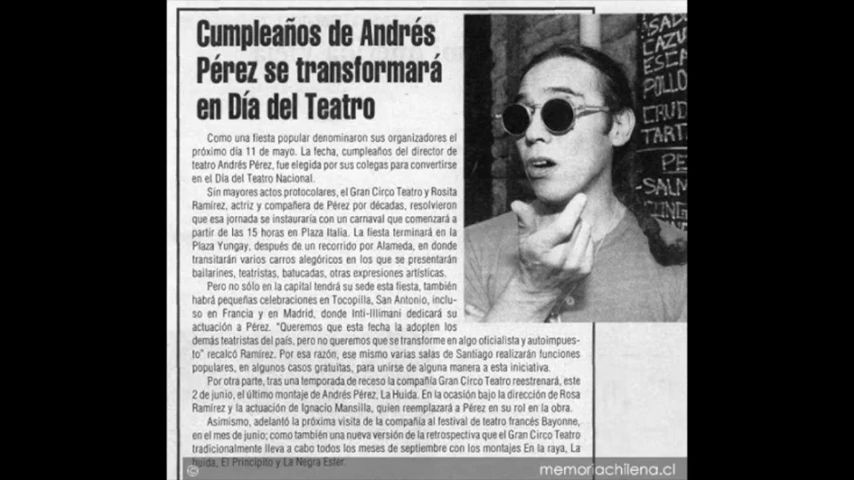 Cumpleaños de Andrés
Pérez se transformará
en Día del Teatro
Como una fiesta popular denominaron sus organizadores el
próximo día 11 de mayo. La fecha, cumpleaños del director de
teatro Andrés Pérez, fue elegida por sus colegas para convertirse
en el Día del Teatro Nacional.
Sin mayores actos protocolares, el Gran Circo Teatro y Rosita
Ramírez, actriz y compañera de Pérez por décadas, resolvieron
que esa jornada se instauraría con un carnaval que comenzará a
partir de las 15 horas en Plaza Italia. La fiesta terminará en la
Plaza Yungay, después de un recorrido por Alameda, en donde
transitarán varios carros alegóricos en los que se presentarán
bailarines, teatristas, batucadas, otras expresiones artísticas.
Pero no sólo en la capital tendrá su sede esta fiesta, también
habrá pequeñas celebraciones en Tocopilla, San Antonio, inclu-
so en Francia y en Madrid, donde Inti-Illimani dedicará su
actuación a Pérez. "Queremos que esta fecha la adopten los
demás teatristas del país, pero no queremos que se transforme en algo oficialista y autoimpues-
to" recalcó Ramírez. Por esa razón, ese mismo varias salas de Santiago realizarán funciones
populares, en algunos casos gratuitas, para unirse de alguna manera a esta iniciativa.
Por otra parte, tras una temporada de receso la compañía Gran Circo Teatro reestrenará, este
2 de junio, el último montaje de Andrés Pérez, La Huida. En la ocasión bajo la dirección de Rosa
Ramírez y la actuación de Ignacio Mansilla, quien reemplazará a Pérez en su rol en la obra.
Asimismo, adelantó la próxima visita de la compañía al festival de teatro francés Bayonne,
en el mes de junio; como también una nueva versión de la retrospectiva que el Gran Circo Teatro
tradicionalmente lleva a cabo todos los meses de septiembre con los montajes En la raya, La
huida, El Principito y La Negra Ester.
SAD
CAZU
ESCA
POLLO
CRUD
TART
PE
SALM
CONG
© memoriachilena.cl